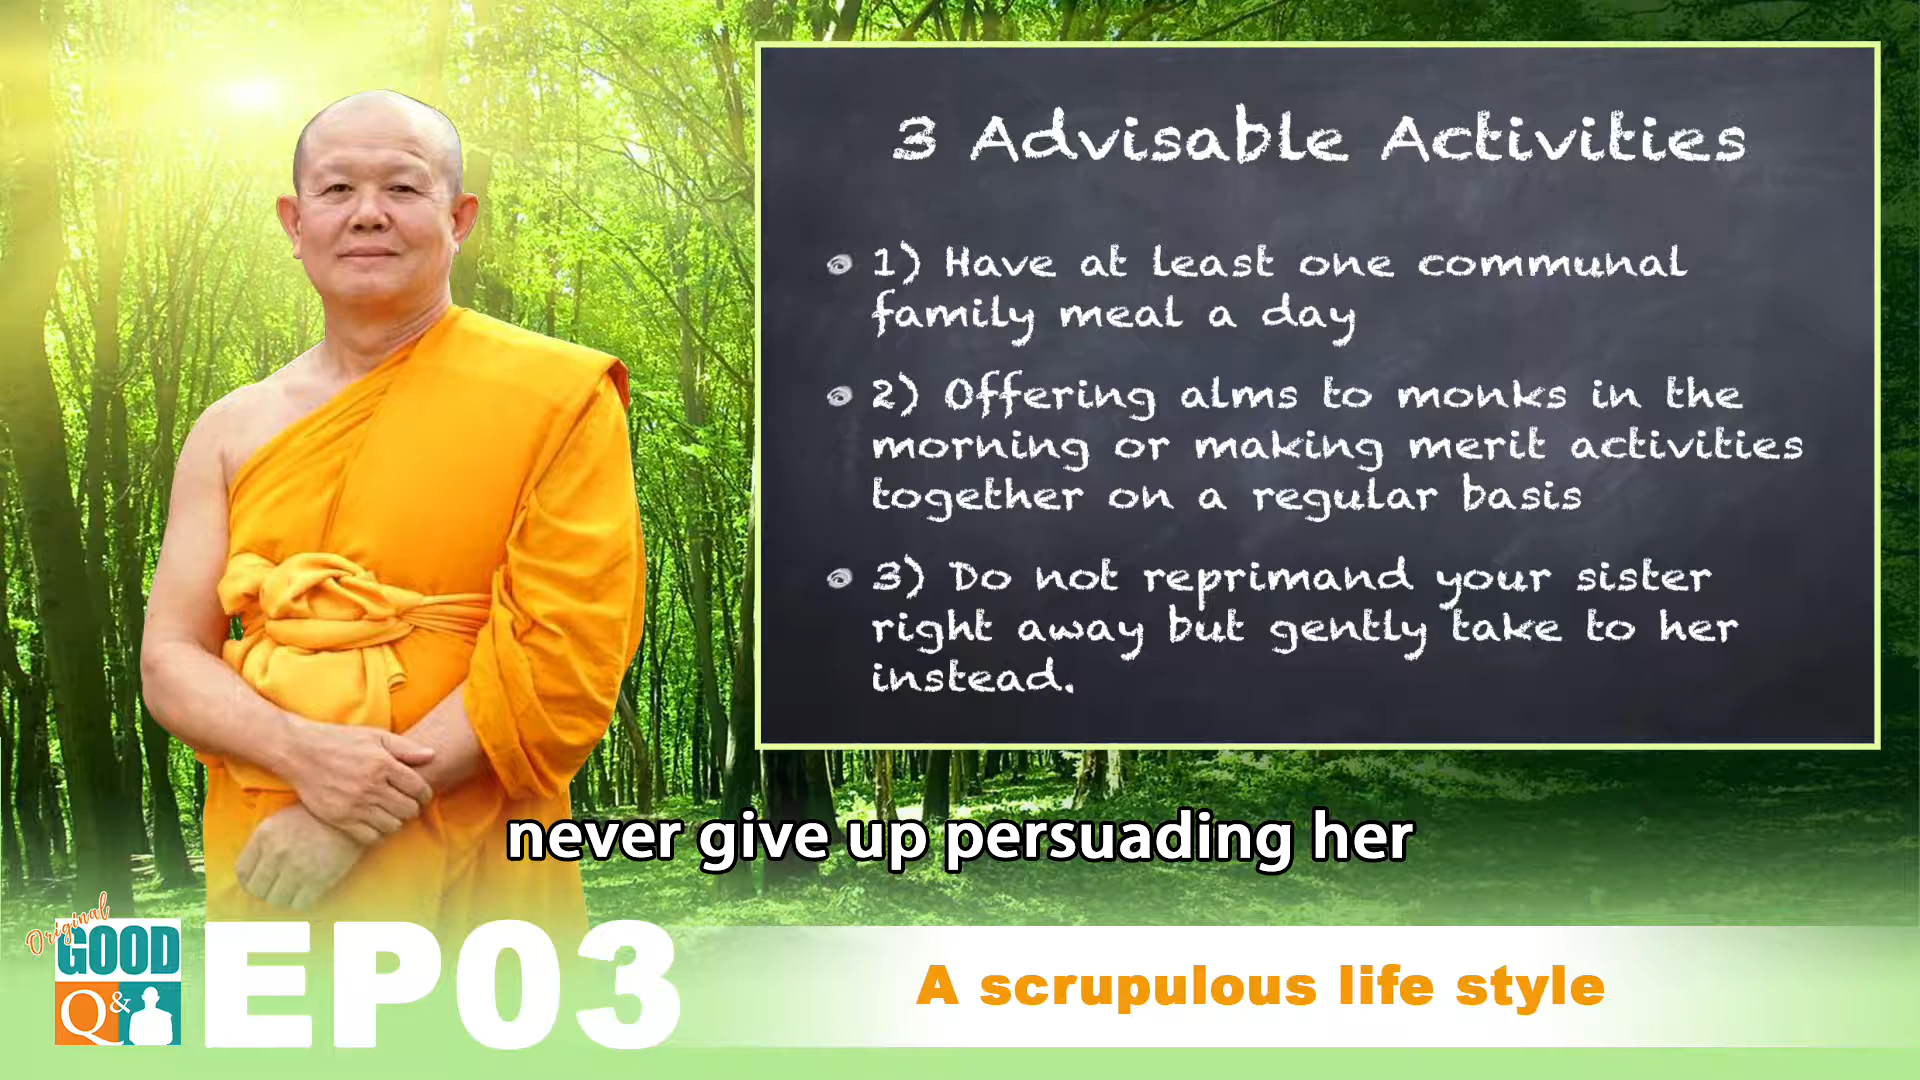 3 Advisable Activities
1) Have at least one communal
family meal a day
2) Offering alms to monks in the
morning or making merit activities
together on a regular basis
3) Do not reprimand your sister
right away but gently take to her
instead.
never give up persuading her
Original
GOOD
Q&
EP03
A scrupulous life style